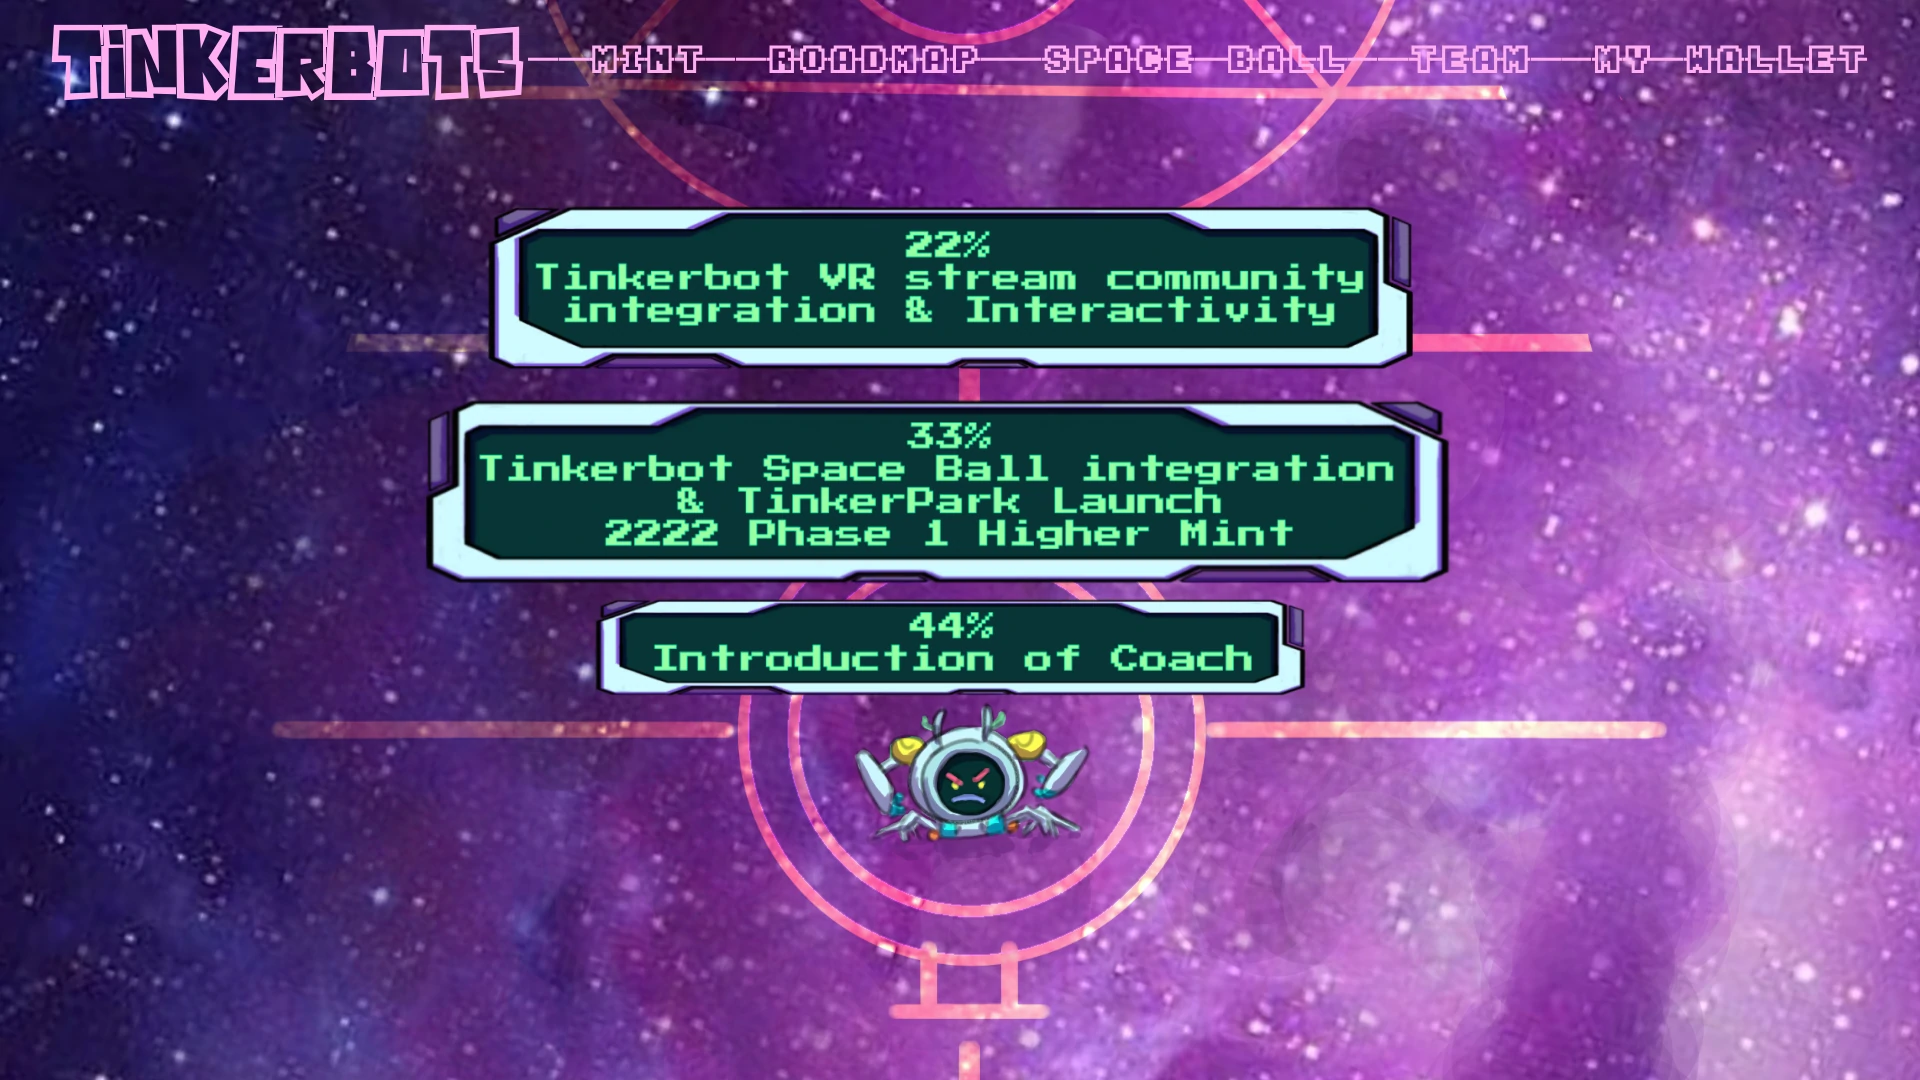 TiNKERBOTS
MINT ROADMAP SPACE BALL TEAM MY WALLET
22%
Tinkerbot VR stream community
integration & Interactivity
33%
Tinkerbot Space Ball integration
& TinkerPark Launch
2222 Phase 1 Higher Mint
44%
Introduction of Coach